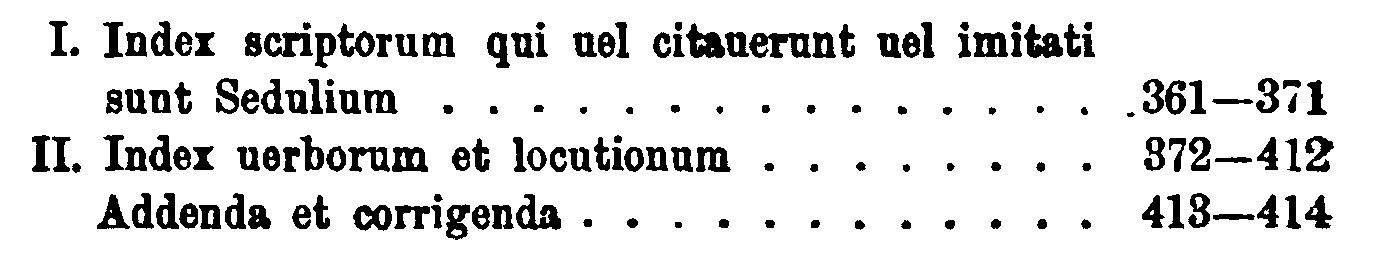 I. Index scriptorum qui uel citauerunt uel imitati
sunt Sedulium . . . . . . . . . . . . . . . 361—371
II. Index uerborum et locutionum . . . . . . . . 372—412
Addenda et corrigenda . . . . . . . . . . . . 413—414